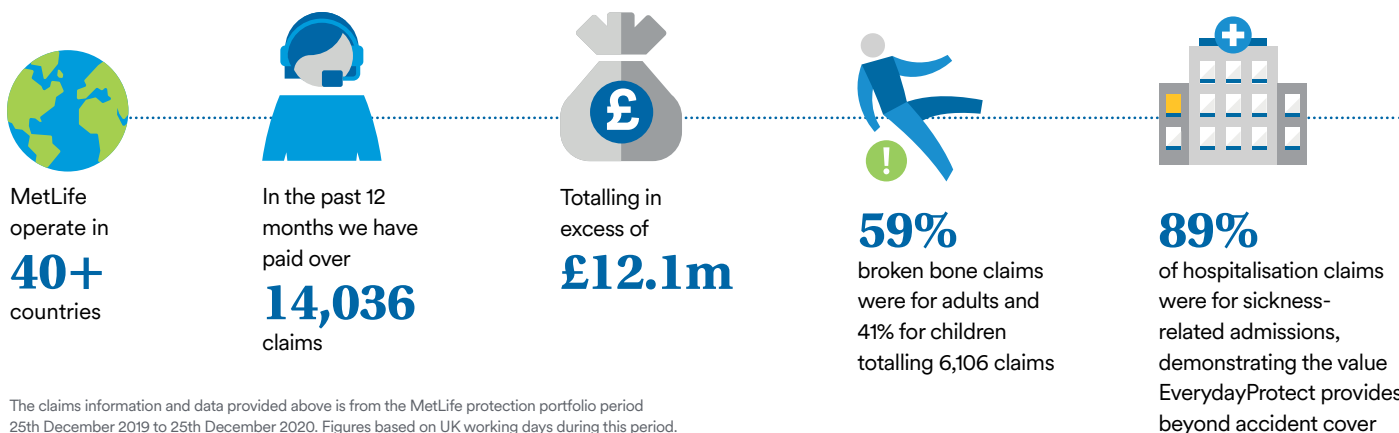 £
!
MetLife
operate in
40+
countries
In the past 12
months we have
paid over
14,036
claims
Totalling in
excess of
£12.1m
59%
broken bone claims
were for adults and
41% for children
totalling 6,106 claims
89%
of hospitalisation claims
were for sickness-
related admissions,
demonstrating the value
EverydayProtect provides
beyond accident cover
The claims information and data provided above is from the MetLife protection portfolio period
25th December 2019 to 25th December 2020. Figures based on UK working days during this period.